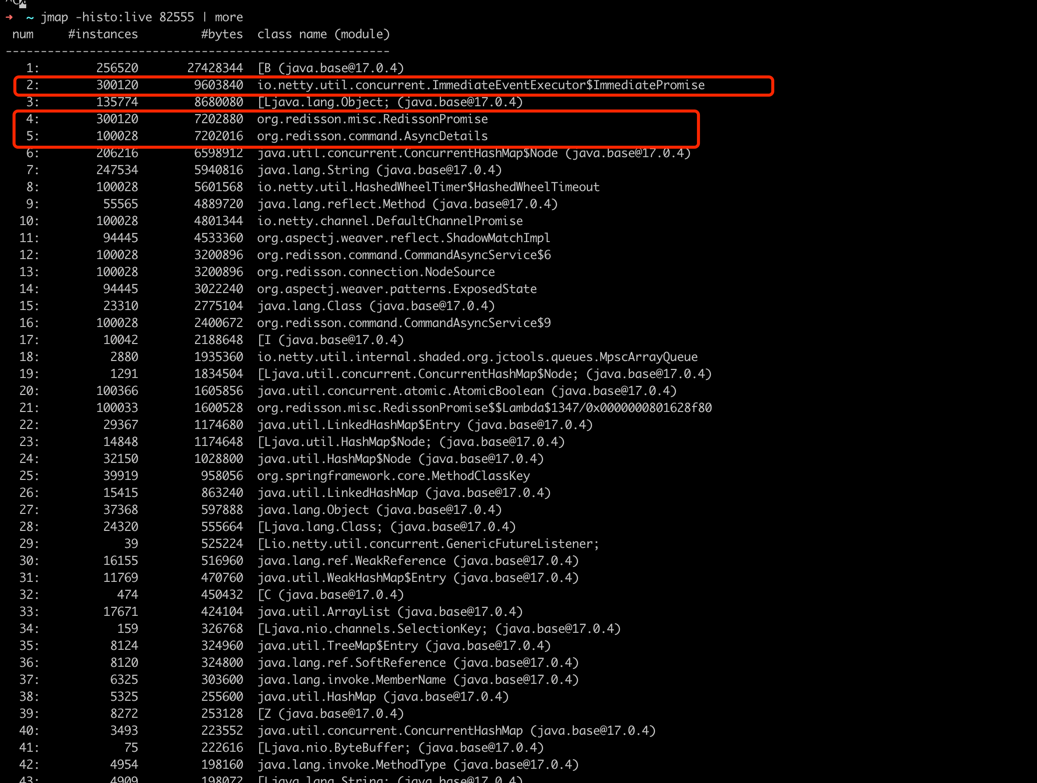 ➜  ~ jmap -histo:live 82555 | more
 num     #instances         #bytes  class name (module)
-------------------------------------------------------
   1:        256520       27428344  [B (java.base@17.0.4)
   2:        300120        9603840  io.netty.util.concurrent.ImmediateEventExecutor$ImmediatePromise
   3:        135774        8680080  [Ljava.lang.Object; (java.base@17.0.4)
   4:        300120        7202880  org.redisson.misc.RedissonPromise
   5:        100028        7202016  org.redisson.command.AsyncDetails
   6:        206216        6598912  java.util.concurrent.ConcurrentHashMap$Node (java.base@17.0.4)
   7:        247534        5940816  java.lang.String (java.base@17.0.4)
   8:        100028        5601568  io.netty.util.HashedWheelTimer$HashedWheelTimeout
   9:         55565        4889720  java.lang.reflect.Method (java.base@17.0.4)
  10:        100028        4801344  io.netty.channel.DefaultChannelPromise
  11:         94445        4533360  org.aspectj.weaver.reflect.ShadowMatchImpl
  12:        100028        3200896  org.redisson.command.CommandAsyncService$6
  13:        100028        3200896  org.redisson.connection.NodeSource
  14:         94445        3022240  org.aspectj.weaver.patterns.ExposedState
  15:         23310        2775104  java.lang.Class (java.base@17.0.4)
  16:        100028        2400672  org.redisson.command.CommandAsyncService$9
  17:         10042        2188648  [I (java.base@17.0.4)
  18:          2880        1935360  io.netty.util.internal.shaded.org.jctools.queues.MpscArrayQueue
  19:          1291        1834504  [Ljava.util.concurrent.ConcurrentHashMap$Node; (java.base@17.0.4)
  20:        100366        1605856  java.util.concurrent.atomic.AtomicBoolean (java.base@17.0.4)
  21:        100033        1600528  org.redisson.misc.RedissonPromise$$Lambda$1347/0x0000000801628f80
  22:         29367        1174680  java.util.LinkedHashMap$Entry (java.base@17.0.4)
  23:         14848        1174648  [Ljava.util.HashMap$Node; (java.base@17.0.4)
  24:         32150        1028800  java.util.HashMap$Node (java.base@17.0.4)
  25:         39919         958056  org.springframework.core.MethodClassKey
  26:         15415         863240  java.util.LinkedHashMap (java.base@17.0.4)
  27:         37368         597888  java.lang.Object (java.base@17.0.4)
  28:         24320         555664  [Ljava.lang.Class; (java.base@17.0.4)
  29:            39         525224  [Lio.netty.util.concurrent.GenericFutureListener;
  30:         16155         516960  java.lang.ref.WeakReference (java.base@17.0.4)
  31:         11769         470760  java.util.WeakHashMap$Entry (java.base@17.0.4)
  32:           474         450432  [C (java.base@17.0.4)
  33:         17671         424104  java.util.ArrayList (java.base@17.0.4)
  34:           159         326768  [Ljava.nio.channels.SelectionKey; (java.base@17.0.4)
  35:          8124         324960  java.util.TreeMap$Entry (java.base@17.0.4)
  36:          8120         324800  java.lang.ref.SoftReference (java.base@17.0.4)
  37:          6325         303600  java.lang.invoke.MemberName (java.base@17.0.4)
  38:          5325         255600  java.util.HashMap (java.base@17.0.4)
  39:          8272         253128  [Z (java.base@17.0.4)
  40:          3493         223552  java.util.concurrent.ConcurrentHashMap (java.base@17.0.4)
  41:            75         222616  [Ljava.nio.ByteBuffer; (java.base@17.0.4)
  42:          4954         198160  java.lang.invoke.MethodType (java.base@17.0.4)
  43:          4909         198072  [Ljava.lang.String; (java.base@17.0.4)